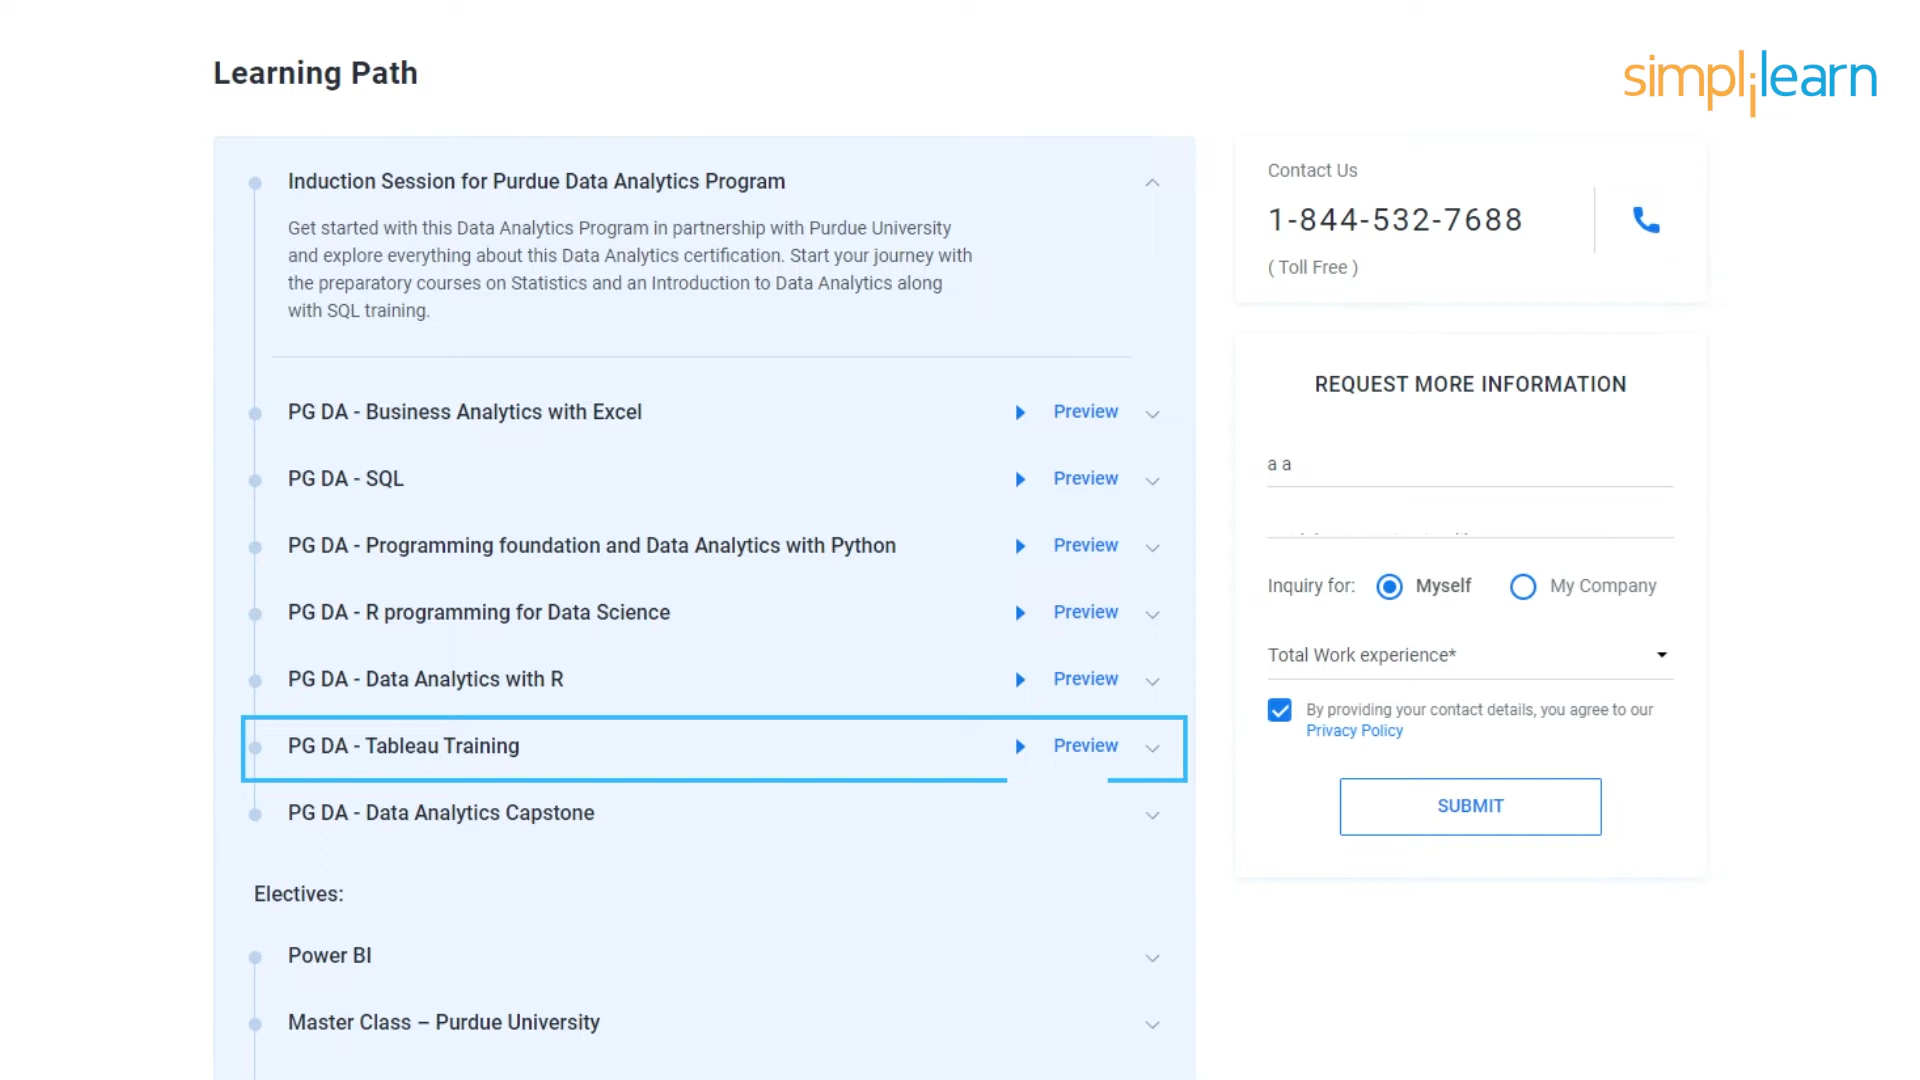 Learning Path
simplilearn
Induction Session for Purdue Data Analytics Program
Get started with this Data Analytics Program in partnership with Purdue University
and explore everything about this Data Analytics certification. Start your journey with
the preparatory courses on Statistics and an Introduction to Data Analytics along
with SQL training.
PG DA - Business Analytics with Excel Preview
PG DA - SQL Preview
PG DA - Programming foundation and Data Analytics with Python Preview
PG DA - R programming for Data Science Preview
PG DA - Data Analytics with R Preview
PG DA - Tableau Training Preview
PG DA - Data Analytics Capstone
Electives:
Power BI
Master Class – Purdue University
Contact Us
1-844-532-7688
( Toll Free )
REQUEST MORE INFORMATION
a a
Inquiry for: Myself My Company
Total Work experience*
By providing your contact details, you agree to our
Privacy Policy
SUBMIT